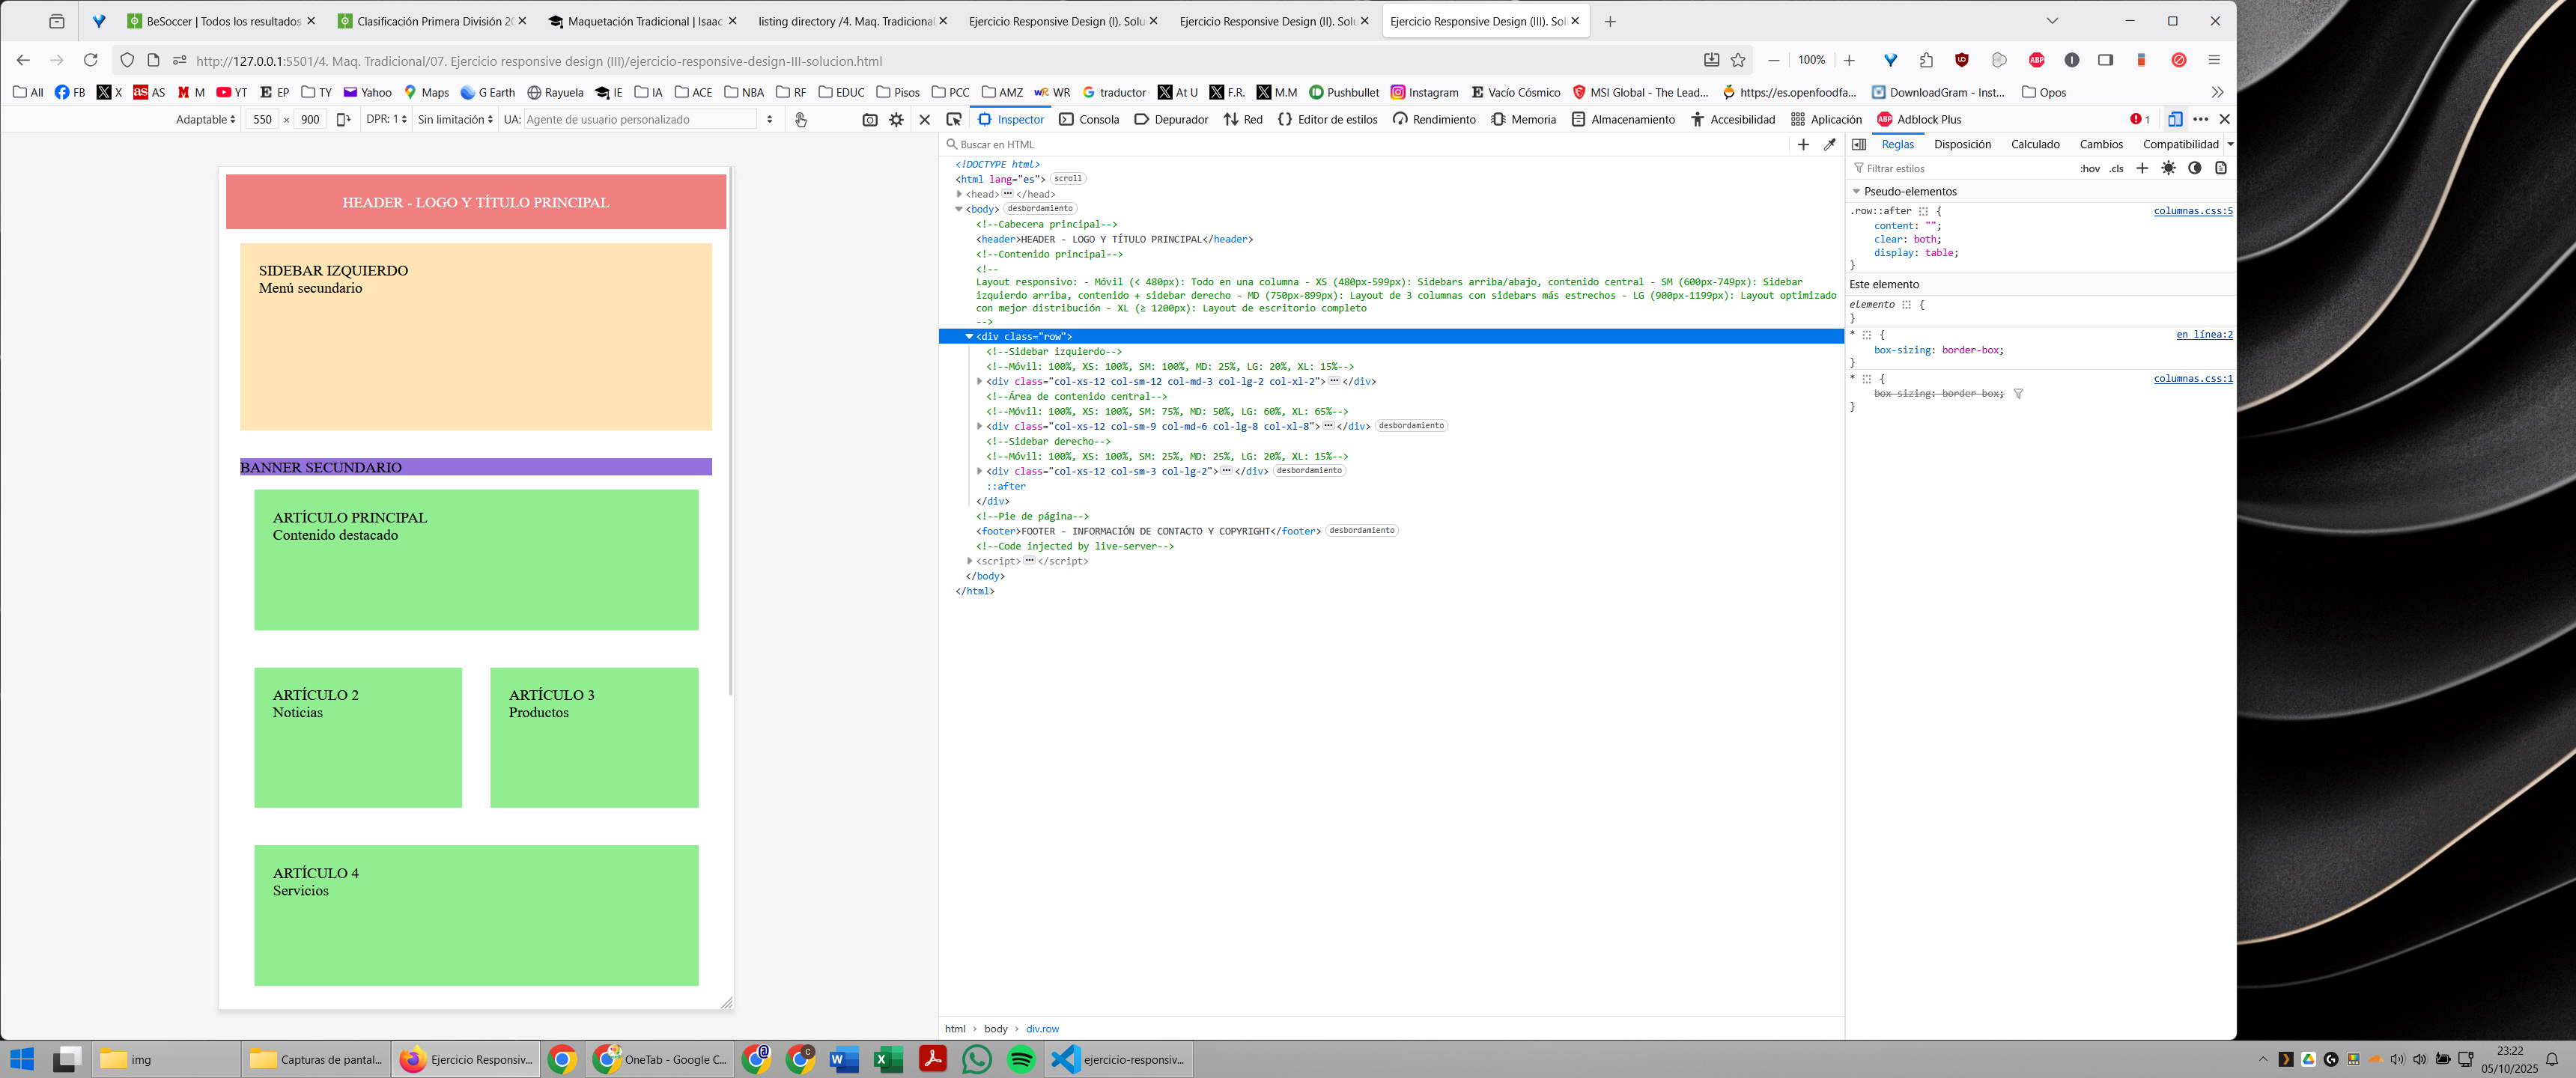 BeSoccer | Todos los resultados
Clasificación Primera División 20
Maquetación Tradicional | Isaac
listing directory /4. Maq. Tradicional
Ejercicio Responsive Design (I). Solu
Ejercicio Responsive Design (II). Solu
Ejercicio Responsive Design (III). Sol
http://127.0.0.1:5501/4. Maq. Tradicional/07. Ejercicio responsive design (III)/ejercicio-responsive-design-III-solucion.html
100%
All FB X AS M YT EP TY Yahoo Maps G Earth Rayuela IE IA ACE NBA RF EDUC Pisos PCC AMZ WR traductor At U F.R. M.M Pushbullet Instagram Vacío Cósmico MSI Global - The Lead... https://es.openfoodfa... DownloadGram - Inst... Opos
Adaptable 550 × 900 DPR: 1 Sin limitación UA: Agente de usuario personalizado
Inspector Consola Depurador Red Editor de estilos Rendimiento Memoria Almacenamiento Accesibilidad Aplicación Adblock Plus 1
HEADER - LOGO Y TÍTULO PRINCIPAL
SIDEBAR IZQUIERDO
Menú secundario
BANNER SECUNDARIO
ARTÍCULO PRINCIPAL
Contenido destacado
ARTÍCULO 2
Noticias
ARTÍCULO 3
Productos
ARTÍCULO 4
Servicios
Buscar en HTML
<!DOCTYPE html>
<html lang="es"> scroll
<head> </head>
<body> desbordamiento
<!--Cabecera principal-->
<header>HEADER - LOGO Y TÍTULO PRINCIPAL</header>
<!--Contenido principal-->
<!--
Layout responsivo: - Móvil (< 480px): Todo en una columna - XS (480px-599px): Sidebars arriba/abajo, contenido central - SM (600px-749px): Sidebar
izquierdo arriba, contenido + sidebar derecho - MD (750px-899px): Layout de 3 columnas con sidebars más estrechos - LG (900px-1199px): Layout optimizado
con mejor distribución - XL (≥ 1200px): Layout de escritorio completo
-->
<div class="row">
<!--Sidebar izquierdo-->
<!--Móvil: 100%, XS: 100%, SM: 100%, MD: 25%, LG: 20%, XL: 15%-->
<div class="col-xs-12 col-sm-12 col-md-3 col-lg-2 col-xl-2"> </div>
<!--Área de contenido central-->
<!--Móvil: 100%, XS: 100%, SM: 75%, MD: 50%, LG: 60%, XL: 65%-->
<div class="col-xs-12 col-sm-9 col-md-6 col-lg-8 col-xl-8"> </div> desbordamiento
<!--Sidebar derecho-->
<!--Móvil: 100%, XS: 100%, SM: 25%, MD: 25%, LG: 20%, XL: 15%-->
<div class="col-xs-12 col-sm-3 col-lg-2"> </div> desbordamiento
::after
</div>
<!--Pie de página-->
<footer>FOOTER - INFORMACIÓN DE CONTACTO Y COPYRIGHT</footer> desbordamiento
<!--Code injected by live-server-->
<script> </script>
</body>
</html>
html > body > div.row
Reglas Disposición Calculado Cambios Compatibilidad
Filtrar estilos :hov .cls
Pseudo-elementos
.row::after { columnas.css:5
content: "";
clear: both;
display: table;
}
Este elemento
elemento {
}
* { en línea:2
box-sizing: border-box;
}
* { columnas.css:1
box-sizing: border-box;
}
img
Capturas de pantal...
Ejercicio Responsiv...
OneTab - Google C...
ejercicio-responsiv...
23:22
05/10/2025